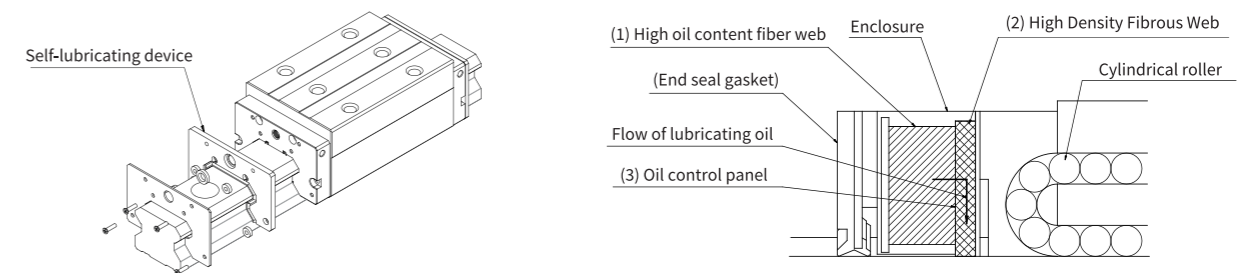 Self-lubricating device
(1) High oil content fiber web
Enclosure
(2) High Density Fibrous Web
(End seal gasket)
Cylindrical roller
Flow of lubricating oil
(3) Oil control panel